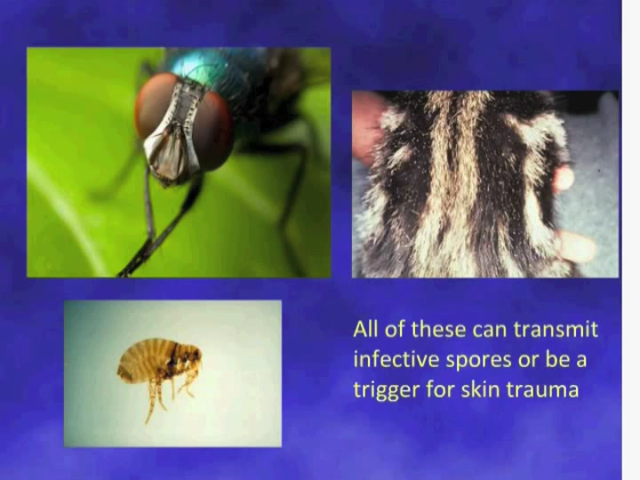 All of these can transmit
infective spores or be a
trigger for skin trauma